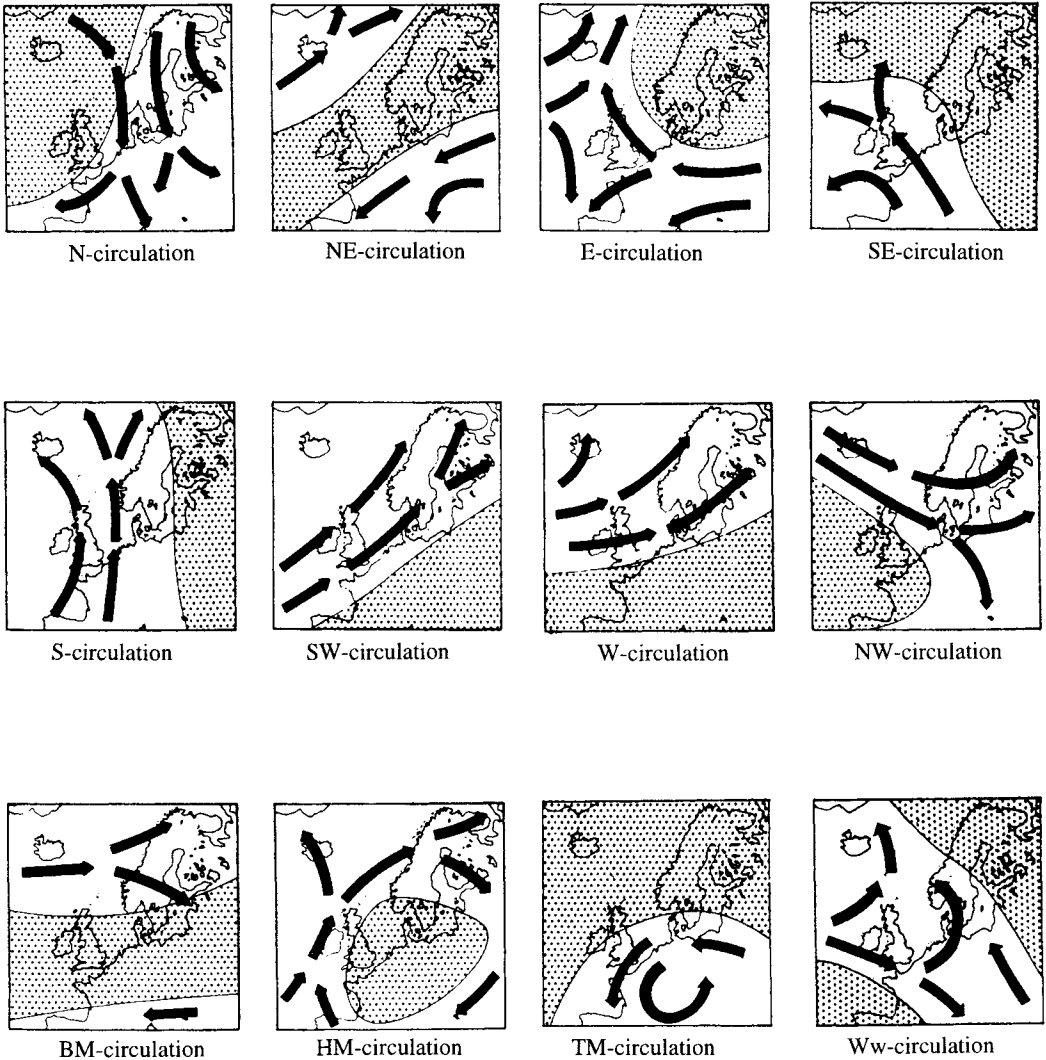 N-circulation
NE-circulation
E-circulation
SE-circulation
S-circulation
SW-circulation
W-circulation
NW-circulation
BM-circulation
HM-circulation
TM-circulation
Ww-circulation